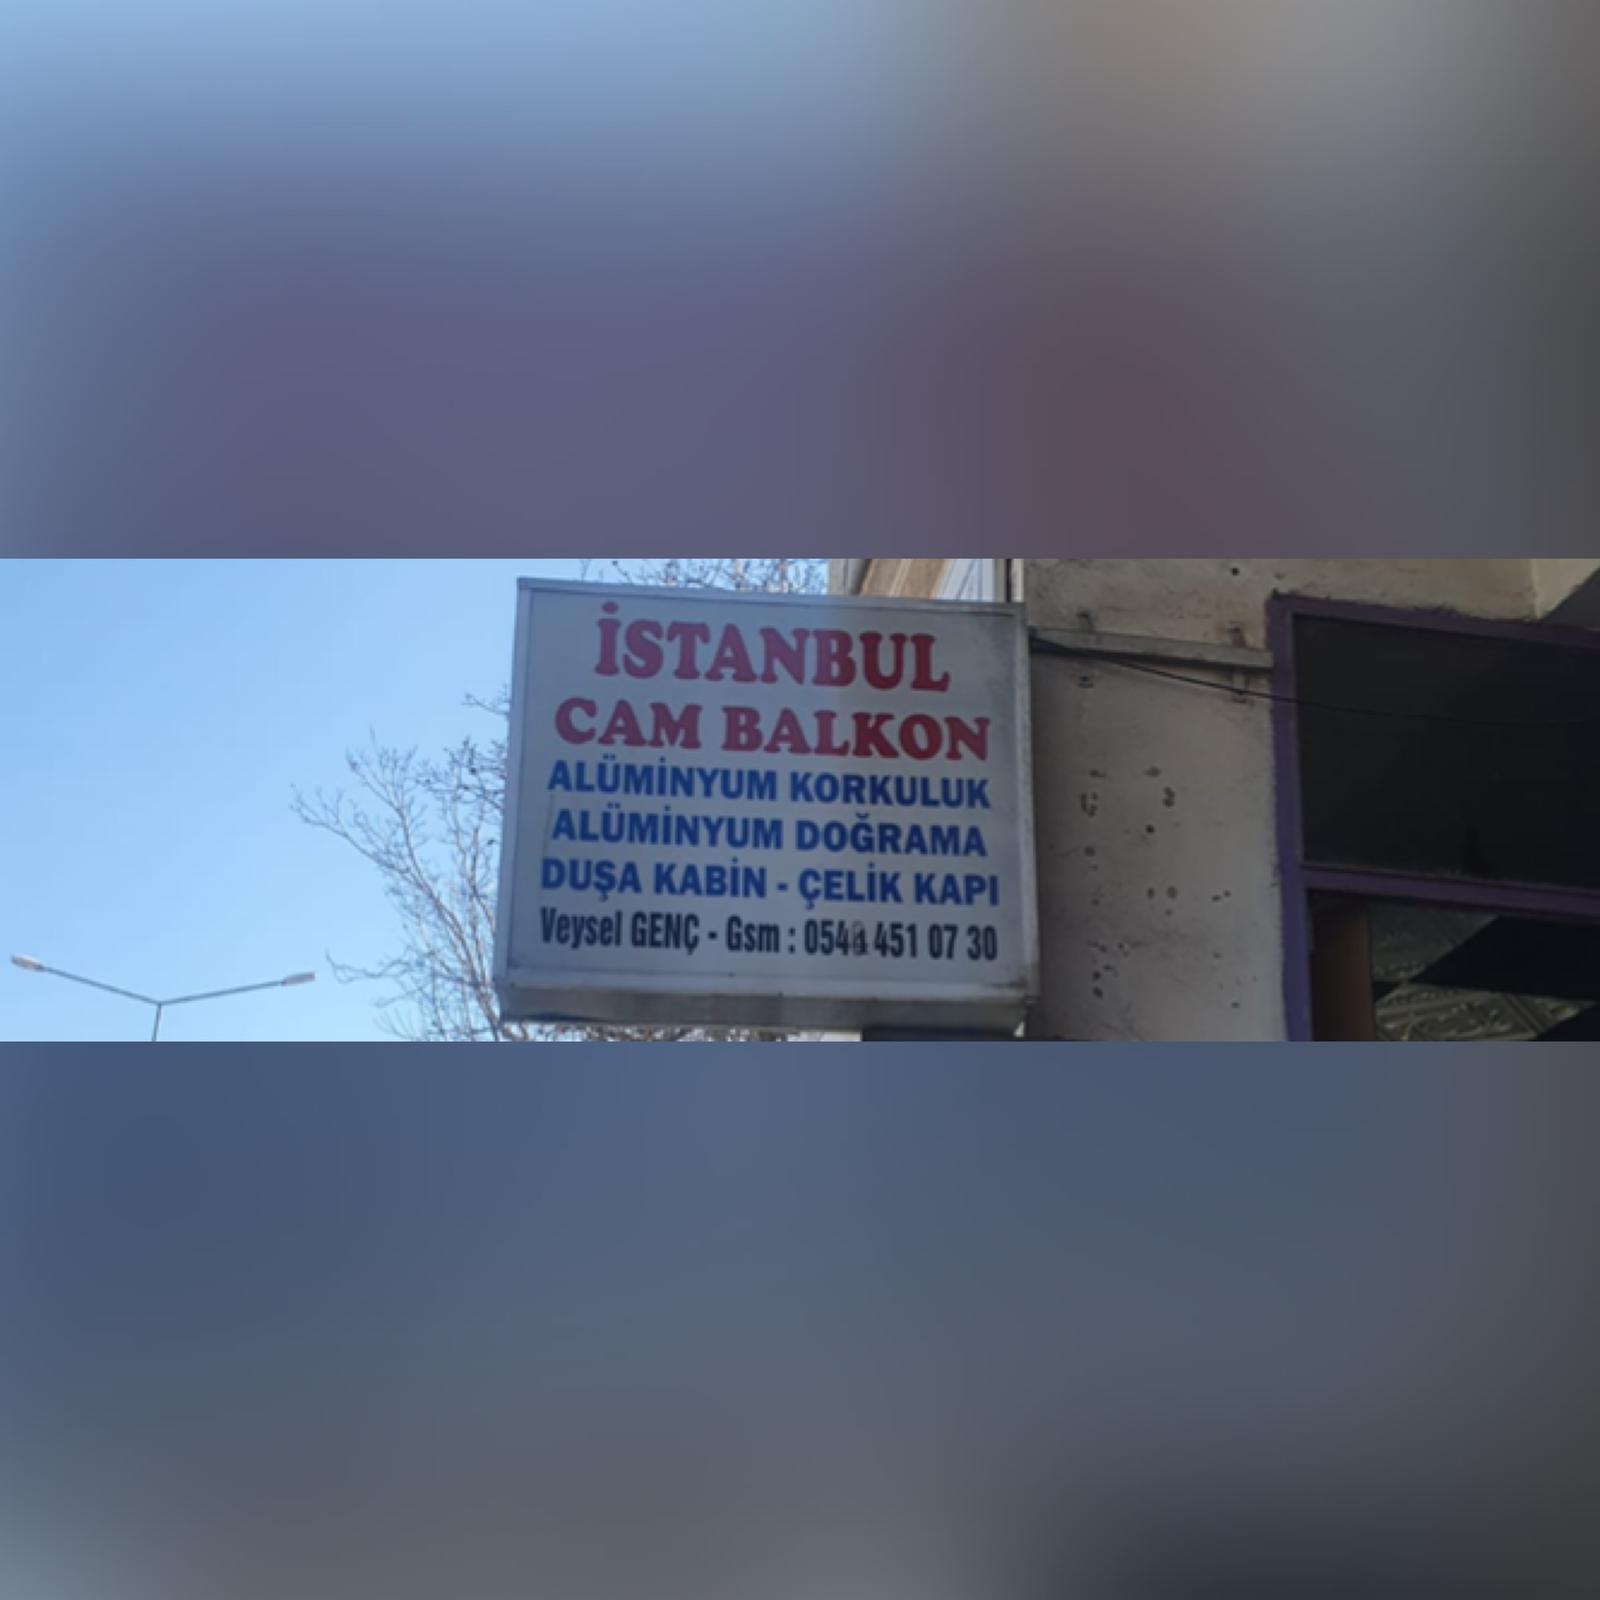 İSTANBUL
CAM BALKON
ALÜMİNYUM KORKULUK
ALÜMİNYUM DOĞRAMA
DUŞA KABİN - ÇELİK KAPI
Veysel GENÇ - Gsm : 451 07 30